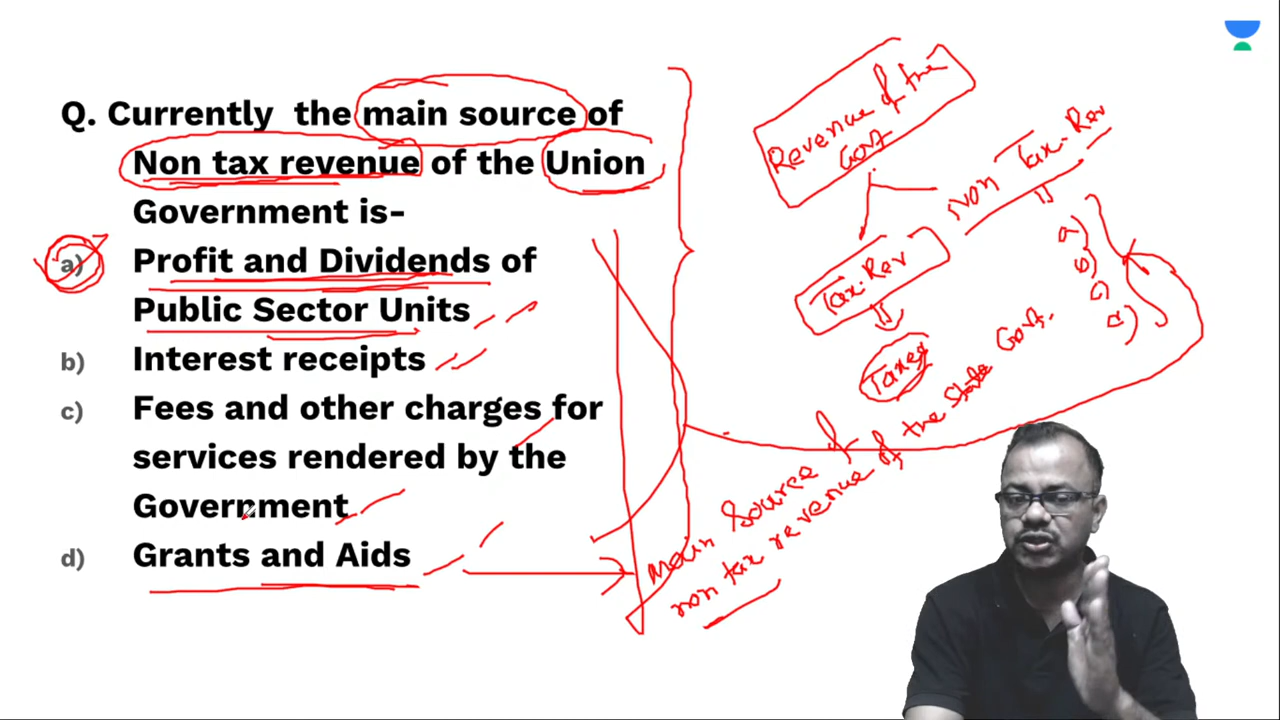 Q. Currently the main source of
Non tax revenue of the Union
Government is-
a) Profit and Dividends of
Public Sector Units
b) Interest receipts
c) Fees and other charges for
services rendered by the
Government
d) Grants and Aids
Revenue of the
Govt
Tax. Rev
Taxes
Non Tax. Rev
a)
b)
c)
d)
Main Source of
non tax revenue of the State Govt.